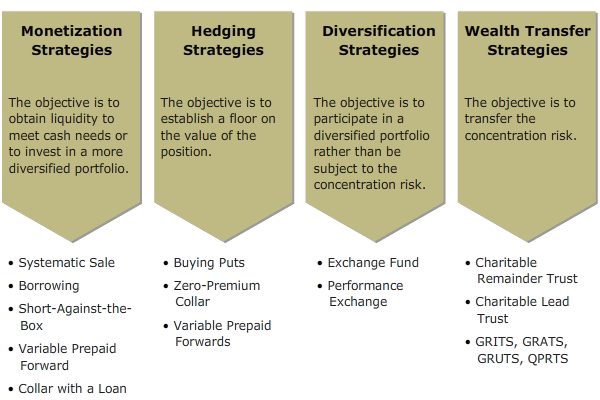 Monetization
Strategies
The objective is to
obtain liquidity to
meet cash needs or
to invest in a more
diversified portfolio.
• Systematic Sale
• Borrowing
• Short-Against-the-
Box
• Variable Prepaid
Forward
• Collar with a Loan
Hedging
Strategies
The objective is to
establish a floor on
the value of the
position.
• Buying Puts
• Zero-Premium
Collar
• Variable Prepaid
Forwards
Diversification
Strategies
The objective is to
participate in a
diversified portfolio
rather than be
subject to the
concentration risk.
• Exchange Fund
• Performance
Exchange
Wealth Transfer
Strategies
The objective is to
transfer the
concentration risk.
• Charitable
Remainder Trust
• Charitable Lead
Trust
• GRITS, GRATS,
GRUTS, QPRTS